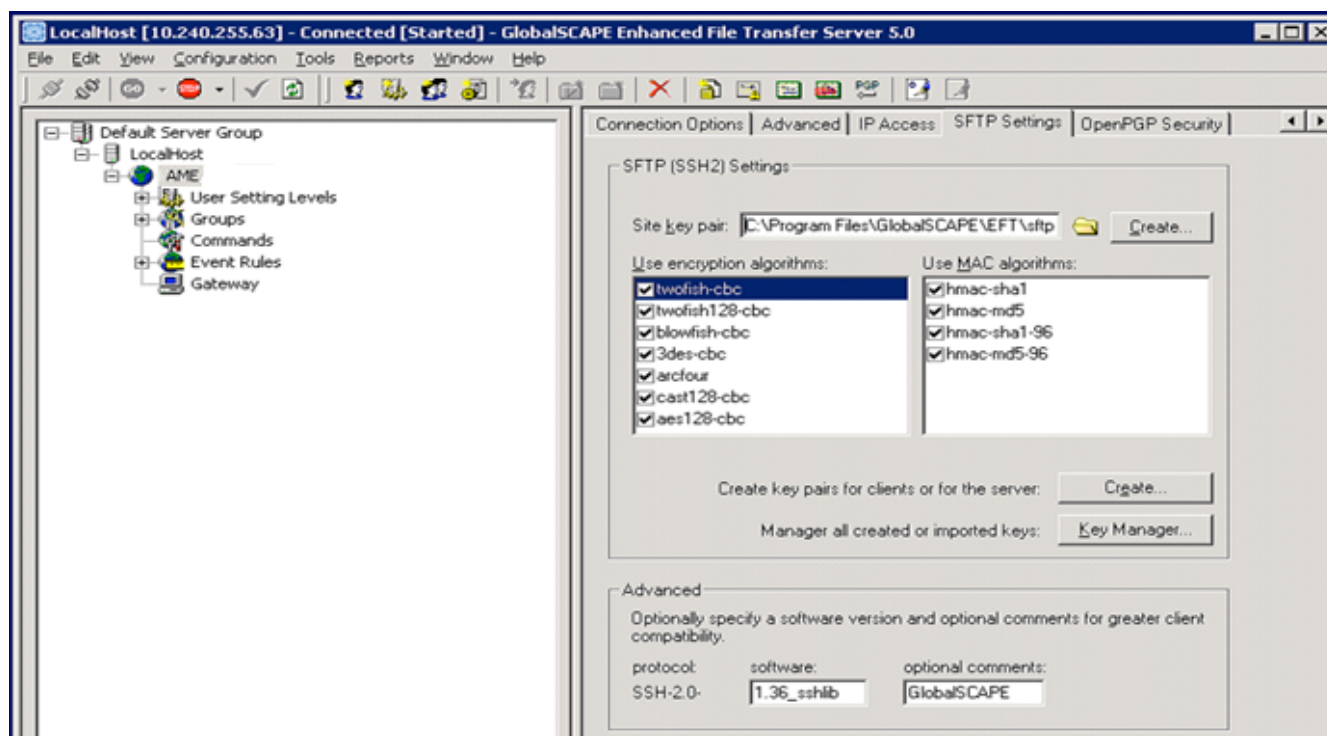 LocalHost [10.240.255.63] - Connected [Started] - GlobalSCAPE Enhanced File Transfer Server 5.0
File Edit View Configuration Tools Reports Window Help
GO STOP PGP
Default Server Group
LocalHost
AME
User Setting Levels
Groups
Commands
Event Rules
Gateway
Connection Options Advanced IP Access SFTP Settings OpenPGP Security
SFTP (SSH2) Settings
Site key pair: C:\Program Files\GlobalSCAPE\EFT\sftp Create...
Use encryption algorithms: Use MAC algorithms:
twofish-cbc hmac-sha1
twofish128-cbc hmac-md5
blowfish-cbc hmac-sha1-96
3des-cbc hmac-md5-96
arcfour
cast128-cbc
aes128-cbc
Create key pairs for clients or for the server: Create...
Manager all created or imported keys: Key Manager...
Advanced
Optionally specify a software version and optional comments for greater client
compatibility.
protocol: software: optional comments:
SSH-2.0- 1.36_sshlib GlobalSCAPE